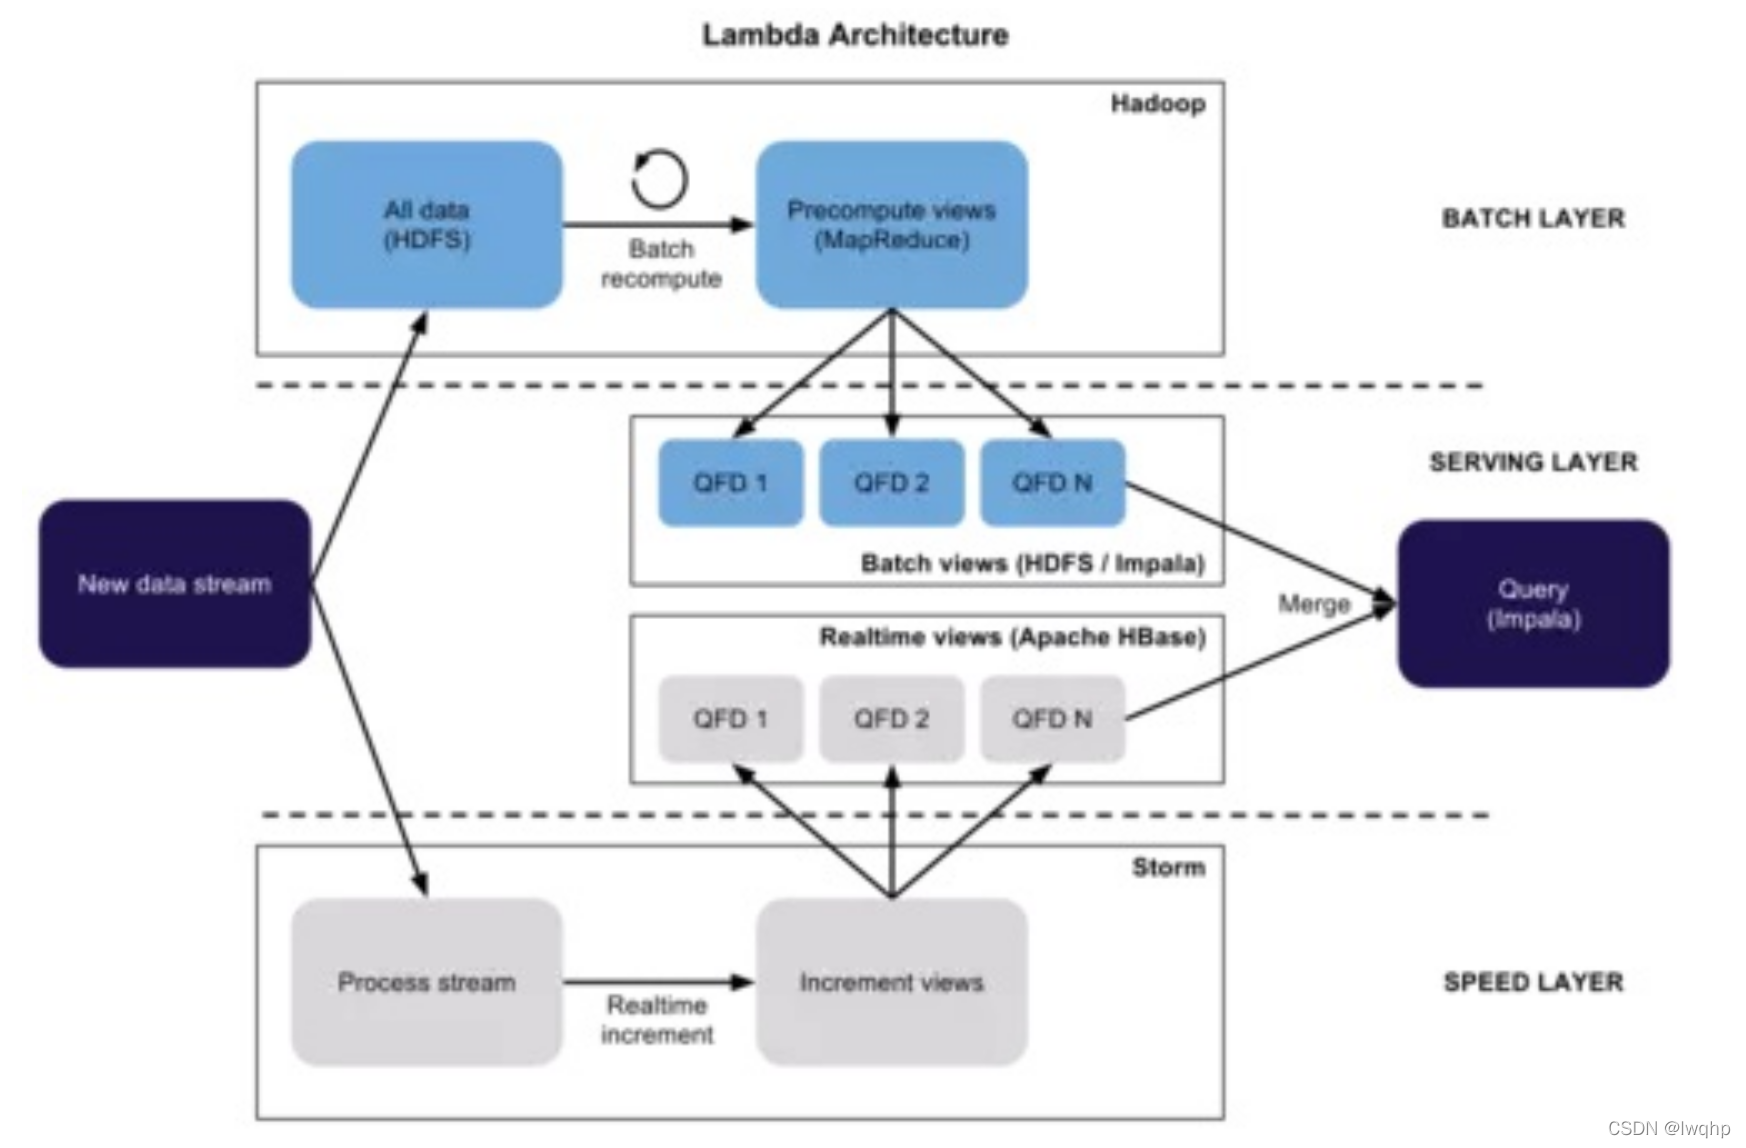 Lambda Architecture
Hadoop
All data
(HDFS)
Batch
recompute
Precompute views
(MapReduce)
BATCH LAYER
QFD 1
QFD 2
QFD N
Batch views (HDFS / Impala)
SERVING LAYER
New data stream
Merge
Query
(Impala)
Realtime views (Apache HBase)
QFD 1
QFD 2
QFD N
Storm
Process stream
Realtime
increment
Increment views
SPEED LAYER
CSDN @lwqhp